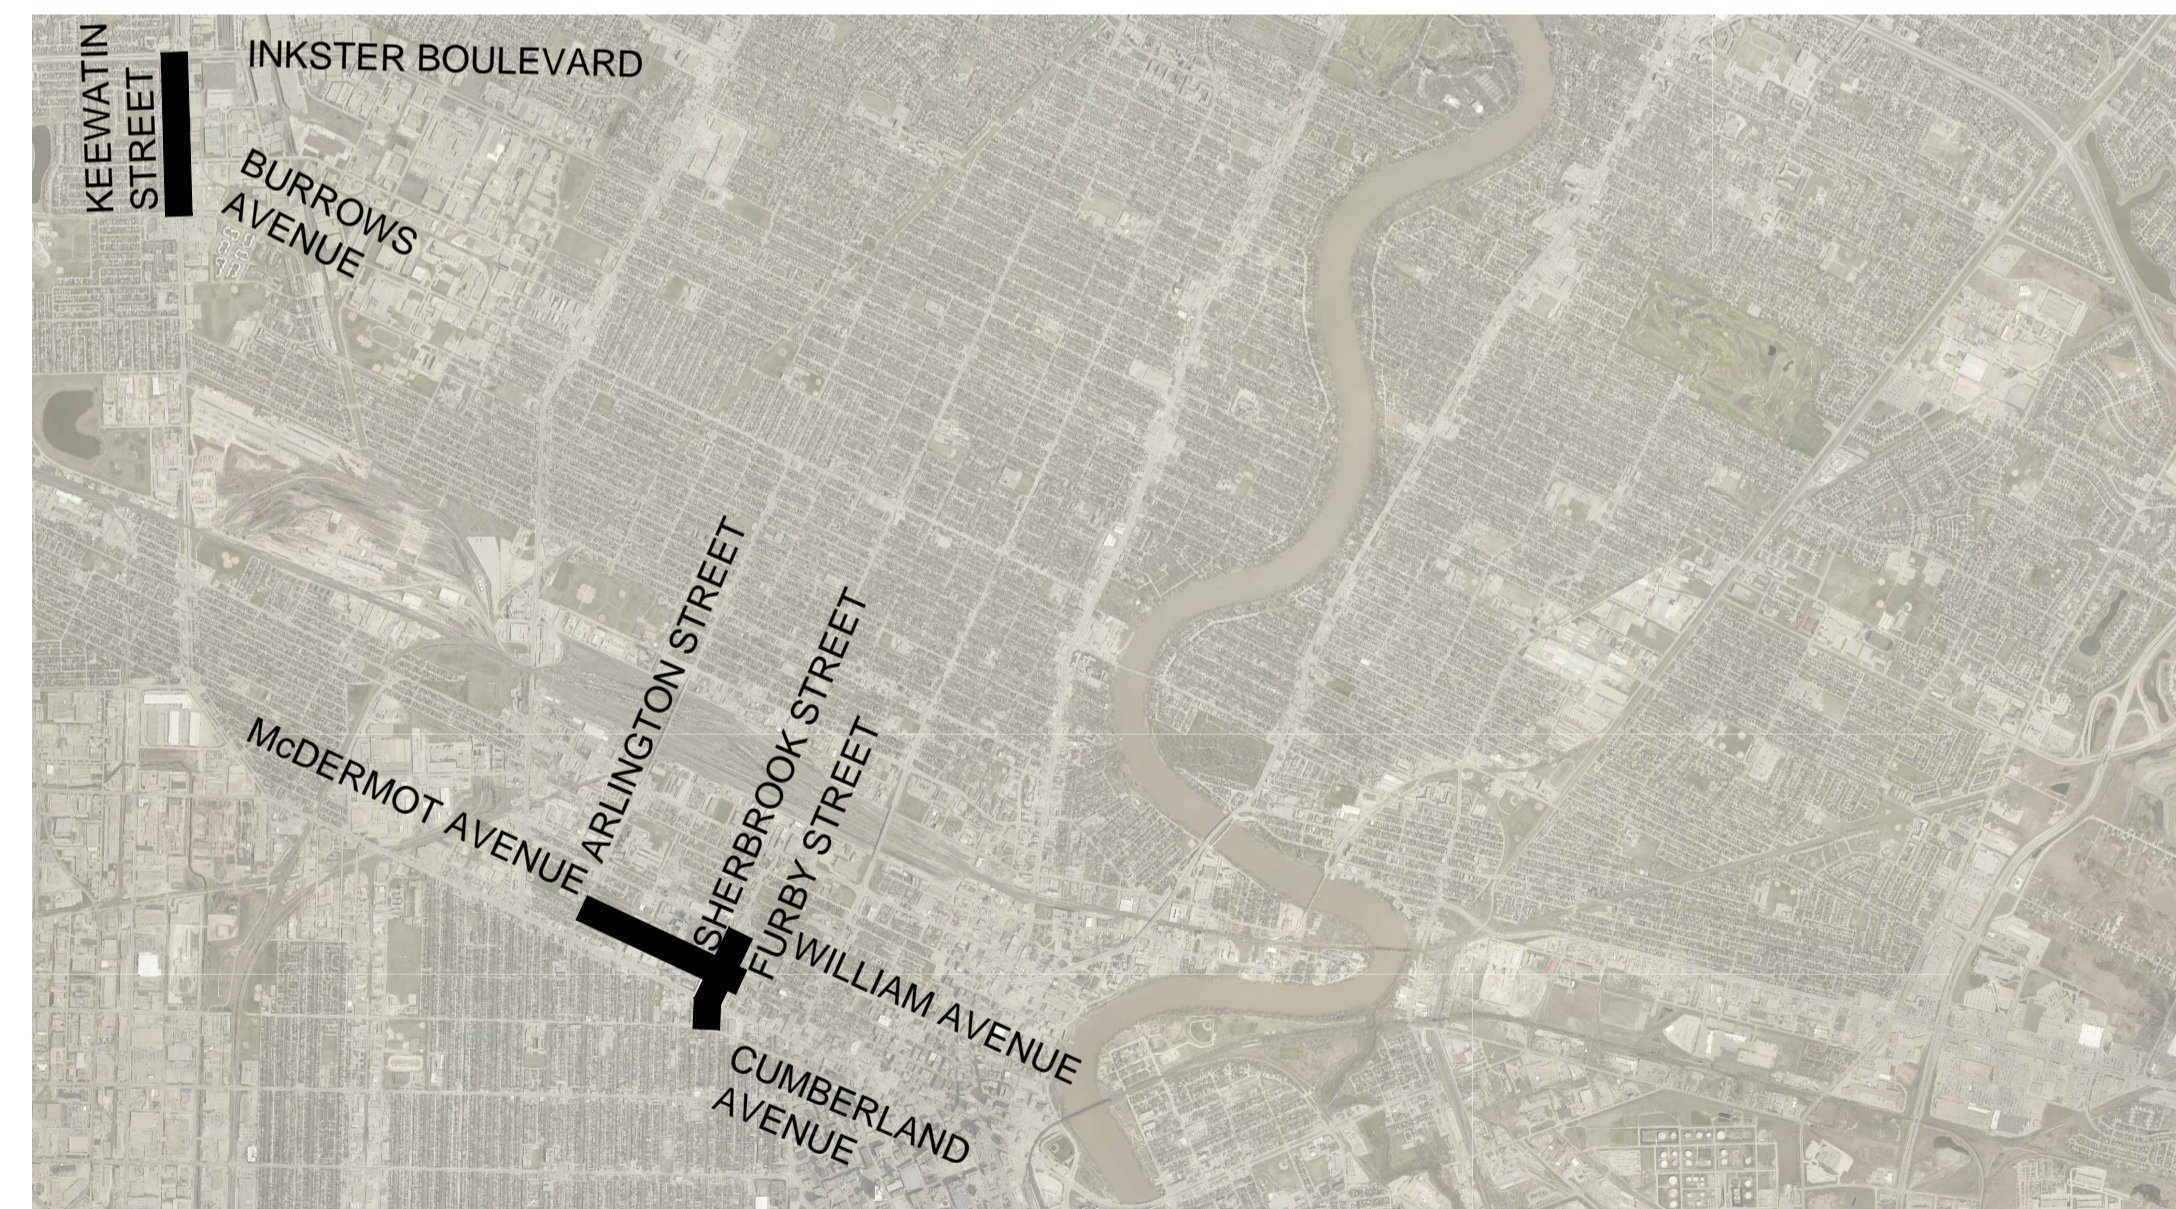 KEEWATIN
STREET
INKSTER BOULEVARD
BURROWS
AVENUE
ARLINGTON STREET
SHERBROOK STREET
FURBY STREET
McDERMOT AVENUE
WILLIAM AVENUE
CUMBERLAND
AVENUE